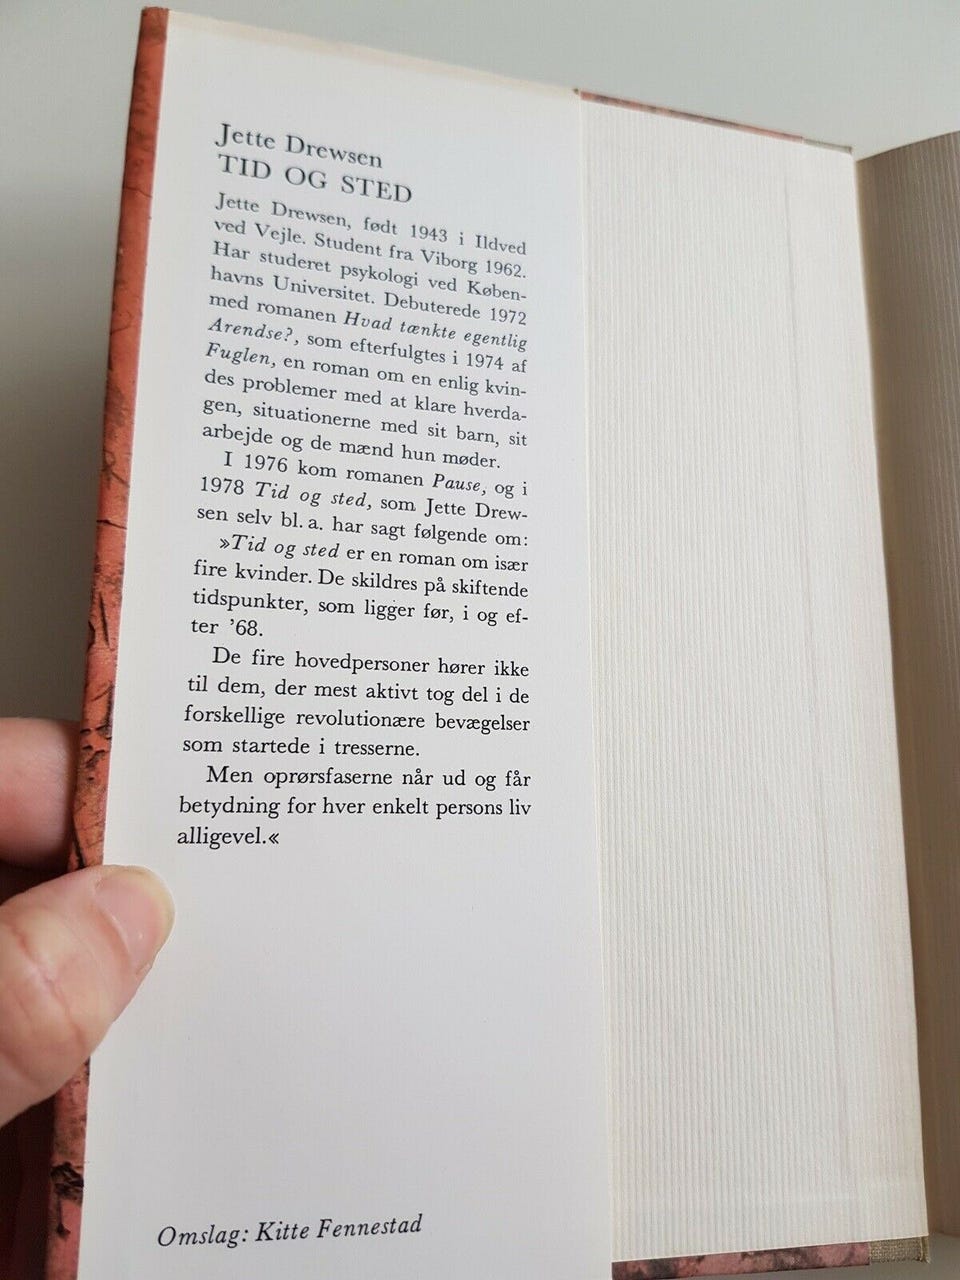 Jette Drewsen
TID OG STED
Jette Drewsen, født 1943 i Ildved
ved Vejle. Student fra Viborg 1962.
Har studeret psykologi ved Køben-
havns Universitet. Debuterede 1972
med romanen Hvad tænkte egentlig
Arendse?, som efterfulgtes i 1974 af
Fuglen, en roman om en enlig kvin-
des problemer med at klare hverda-
gen, situationerne med sit barn, sit
arbejde og de mænd hun møder.
I 1976 kom romanen Pause, og i
1978 Tid og sted, som Jette Drew-
sen selv bl. a. har sagt følgende om:
»Tid og sted er en roman om især
fire kvinder. De skildres på skiftende
tidspunkter, som ligger før, i og ef-
ter ’68.
De fire hovedpersoner hører ikke
til dem, der mest aktivt tog del i de
forskellige revolutionære bevægelser
som startede i tresserne.
Men oprørsfaserne når ud og får
betydning for hver enkelt persons liv
alligevel.«
Omslag: Kitte Fennestad